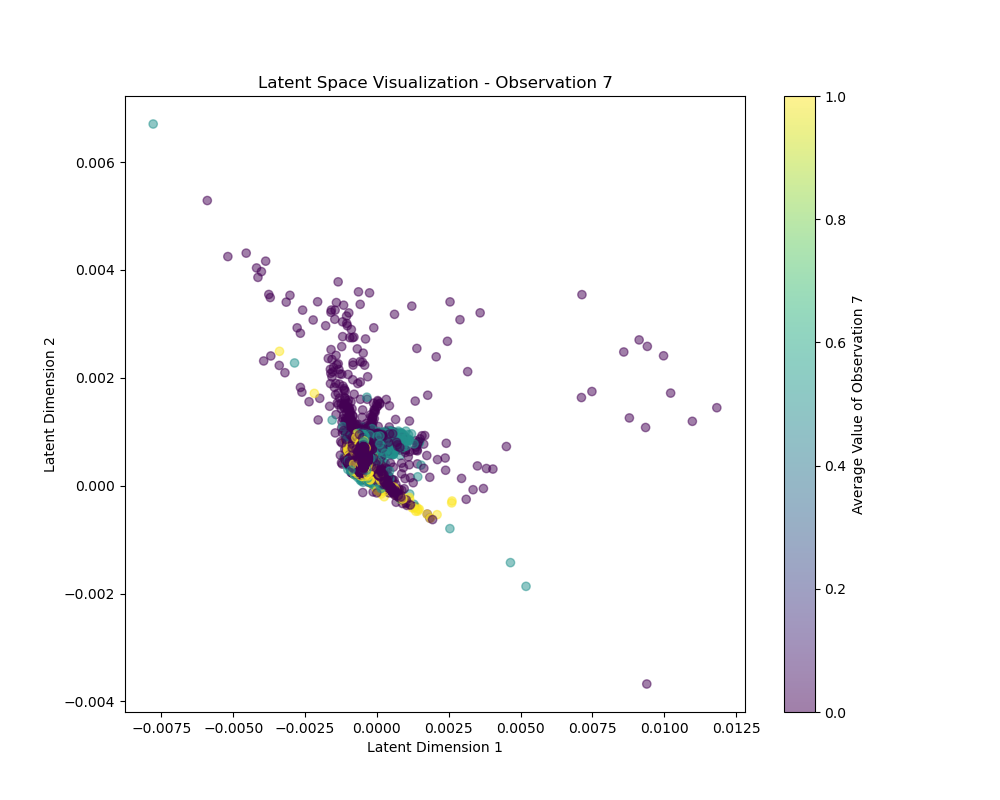 Latent Space Visualization - Observation 7
Latent Dimension 2
0.006
0.004
0.002
0.000
−0.002
−0.004
−0.0075 −0.0050 −0.0025 0.0000 0.0025 0.0050 0.0075 0.0100 0.0125
Latent Dimension 1
1.0
0.8
0.6
0.4
0.2
0.0
Average Value of Observation 7